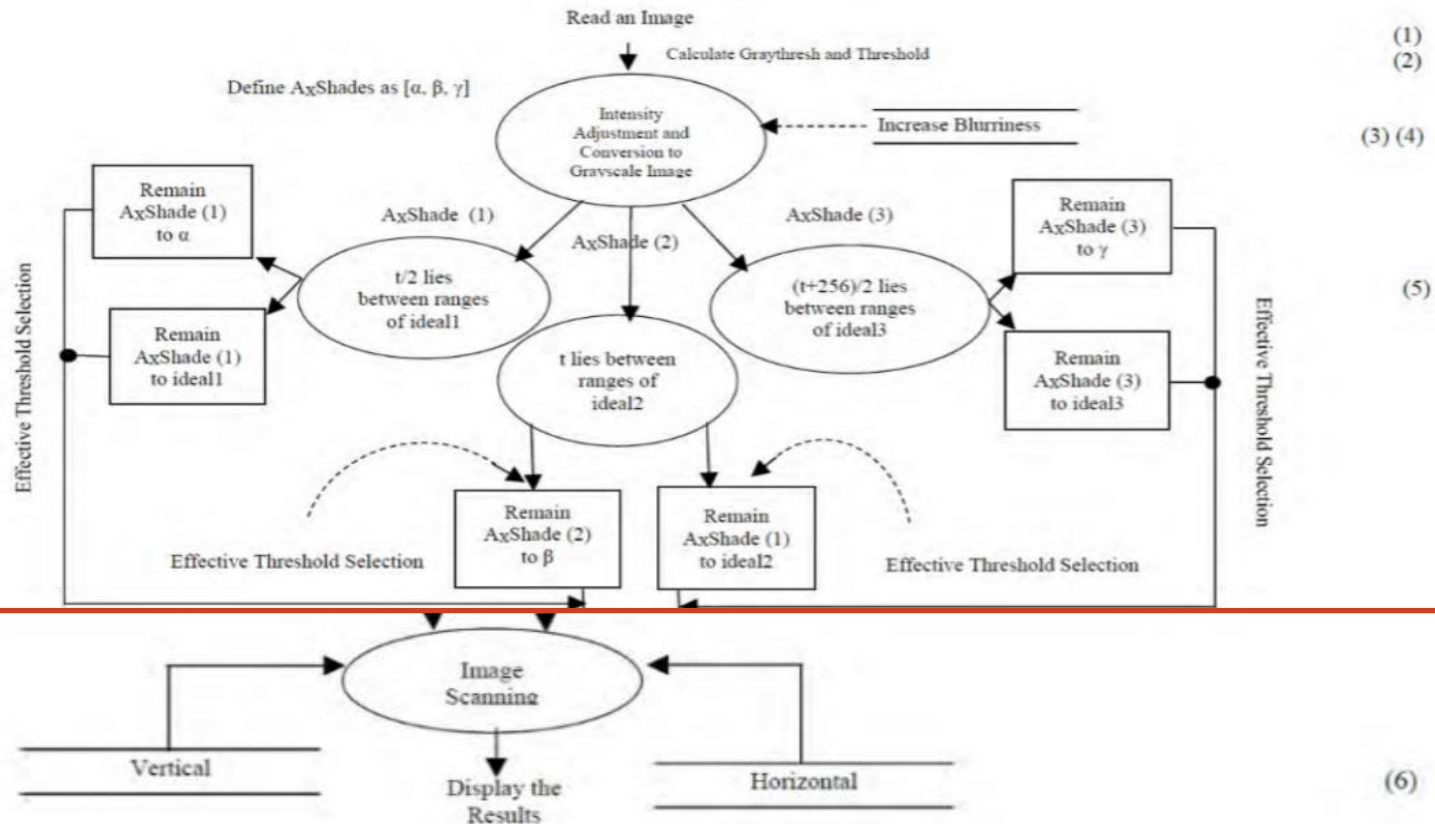 Read an Image
(1)
Calculate Graythresh and Threshold
(2)
Define AxShades as [α, β, γ]
Intensity
Adjustment and
Conversion to
Grayscale Image
Increase Blurriness
(3) (4)
Remain
AxShade (1)
to α
AxShade (1)
AxShade (2)
AxShade (3)
Remain
AxShade (3)
to γ
t/2 lies
between ranges
of ideal1
(t+256)/2 lies
between ranges
of ideal3
(5)
Effective Threshold Selection
Remain
AxShade (1)
to ideal1
t lies between
ranges of
ideal2
Remain
AxShade (3)
to ideal3
Effective Threshold Selection
Remain
AxShade (2)
to β
Remain
AxShade (1)
to ideal2
Effective Threshold Selection
Effective Threshold Selection
Image
Scanning
Vertical
Horizontal
(6)
Display the
Results